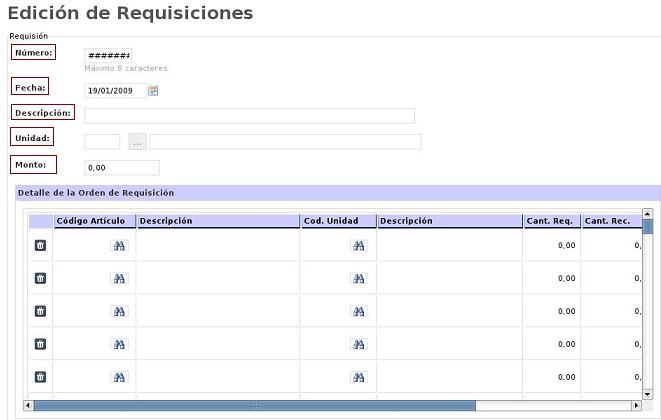 Edición de Requisiciones
Requisión
Número: #######
Máximo 8 caracteres
Fecha: 19/01/2009
Descripción:
Unidad: ...
Monto: 0,00
Detalle de la Orden de Requisición
Código Artículo Descripción Cod. Unidad Descripción Cant. Req. Cant. Rec.
0,00 0,
0,00 0,
0,00 0,
0,00 0,
0,00 0,